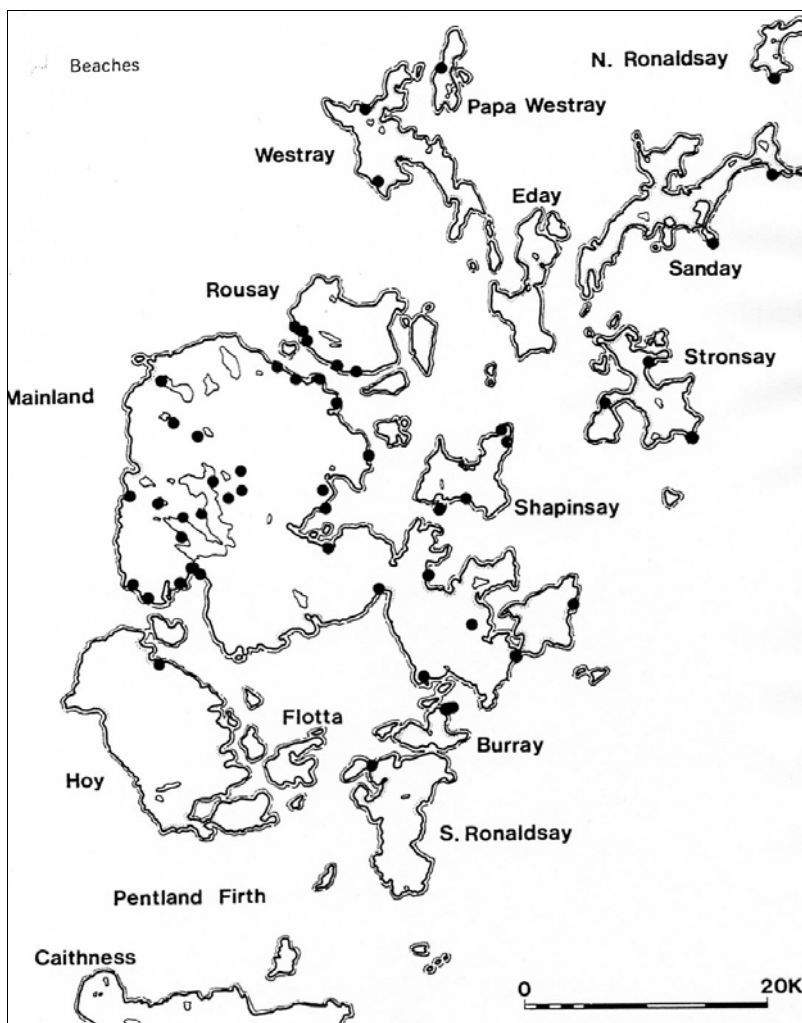 Beaches
N. Ronaldsay
Papa Westray
Westray
Eday
Sanday
Rousay
Stronsay
Mainland
Shapinsay
Flotta
Burray
Hoy
S. Ronaldsay
Pentland Firth
Caithness
0 20K